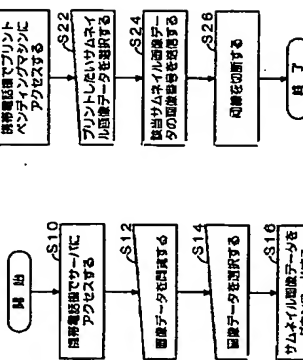 開始
S10
携帯電話機でサーバに
アクセスする
S12
画像データを閲覧する
S14
画像データを選択する
S16
サムネイル画像データを
携帯電話機でプリント
ベンディングマシンに
アクセスする
S22
プリントしたいサムネイ
ル画像データを選択する
S24
該当サムネイル画像デー
タの画像番号を送信する
S26
回線を切断する
終了